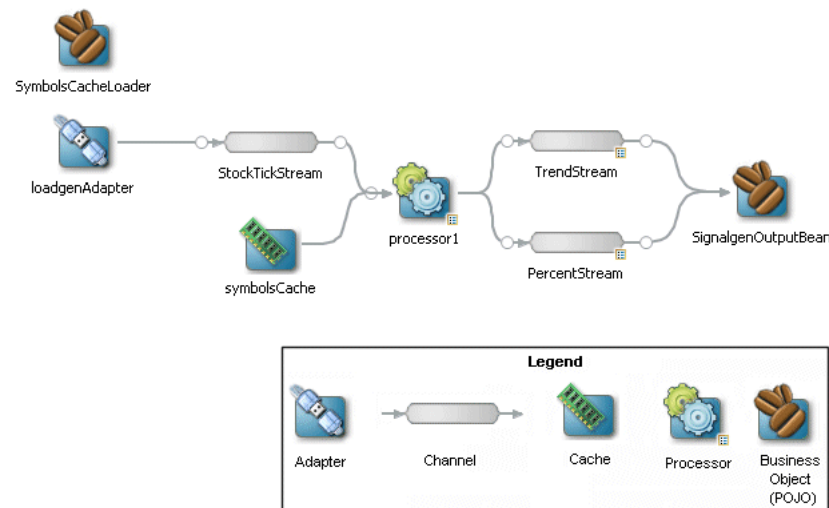 SymbolsCacheLoader
loadgenAdapter
StockTickStream
symbolsCache
processor1
TrendStream
PercentStream
SignalgenOutputBean
Legend
Adapter
Channel
Cache
Processor
Business
Object
(POJO)